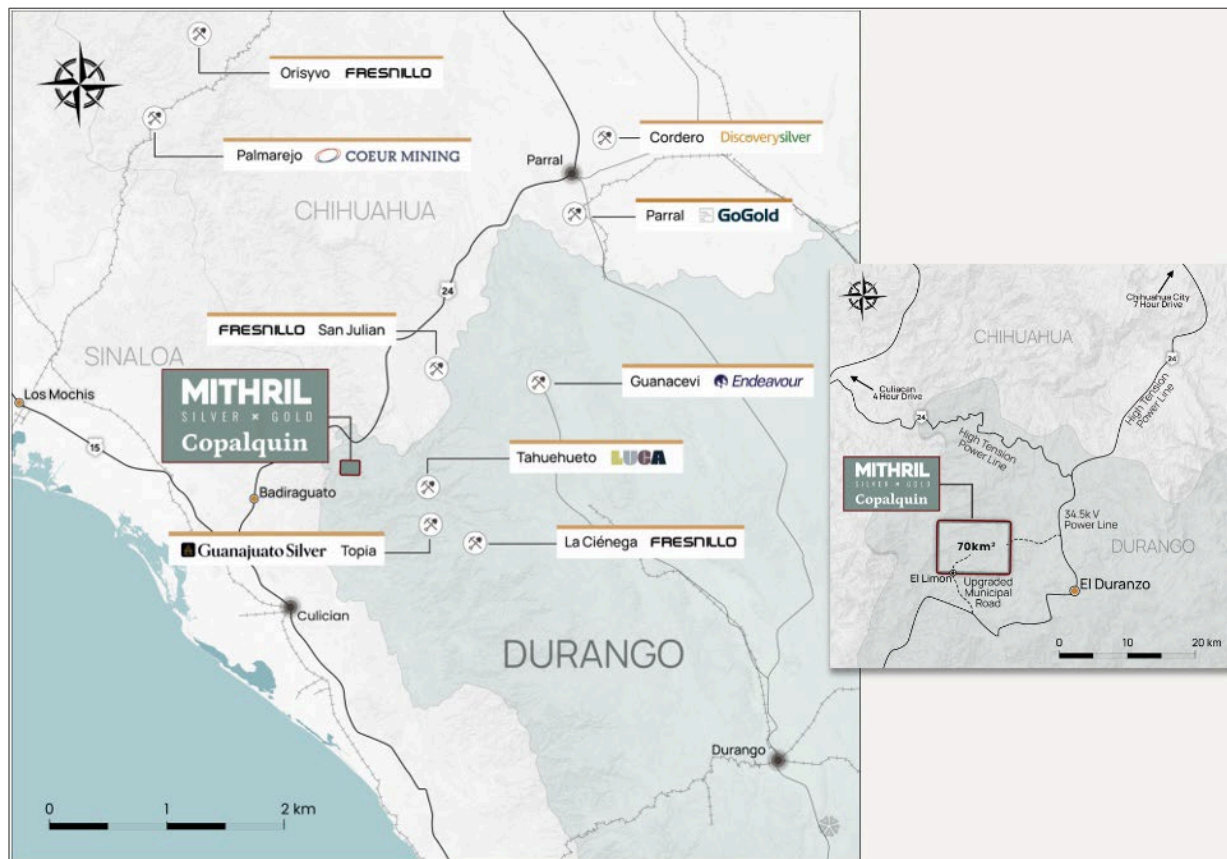 Orisyvo FRESNILLO
Palmarejo COEUR MINING
Cordero Discoverysilver
Parral
CHIHUAHUA
Parral GoGold
24
FRESNILLO San Julian
SINALOA
Guanacevi Endeavour
Los Mochis
MITHRIL
SILVER × GOLD
Copalquin
15
Tahuehueto LUCA
Badiraguato
Guanajuato Silver Topia
La Ciénega FRESNILLO
Culician
DURANGO
Durango
0 1 2 km
Chihuahua City
7 Hour Drive
CHIHUAHUA
24
Culiacan
4 Hour Drive
24
High Tension
Power Line
High Tension
Power Line
MITHRIL
SILVER × GOLD
Copalquin
34.5k V
Power Line
70km²
DURANGO
El Limon
Upgraded
Municipal
Road
El Duranzo
0 10 20 km